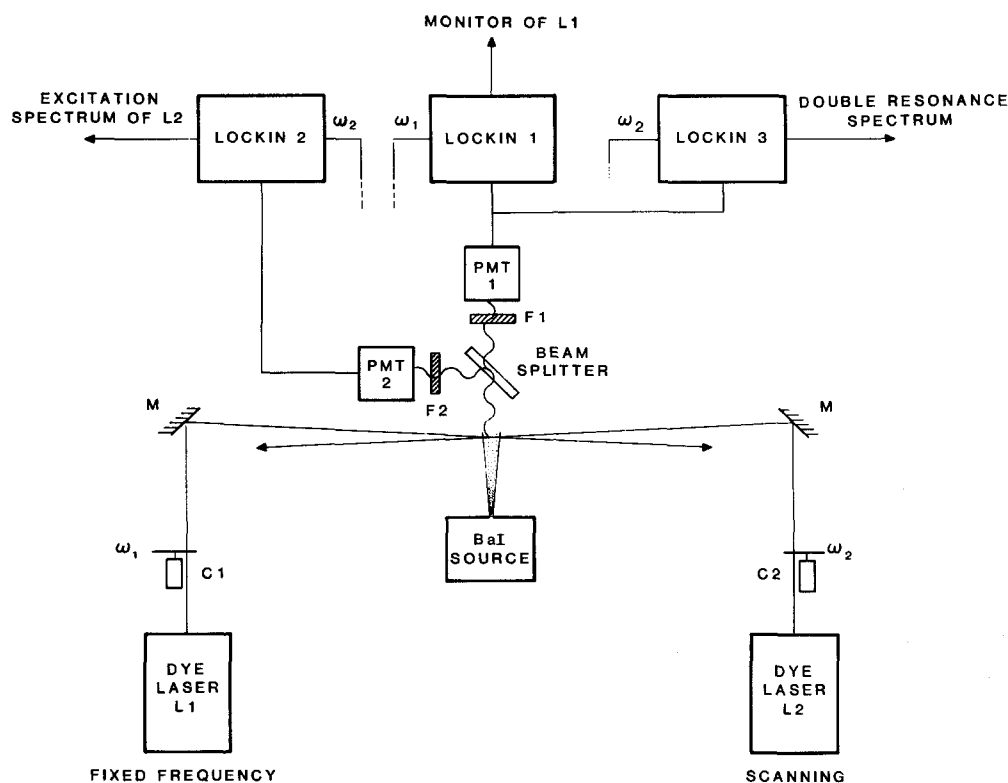 MONITOR OF L1
EXCITATION
SPECTRUM OF L2
DOUBLE RESONANCE
SPECTRUM
LOCKIN 2
ω2
ω1
LOCKIN 1
ω2
LOCKIN 3
PMT
1
F1
BEAM
SPLITTER
PMT
2
F2
M
M
BaI
SOURCE
ω1
C1
C2
ω2
DYE
LASER
L1
DYE
LASER
L2
FIXED FREQUENCY
SCANNING